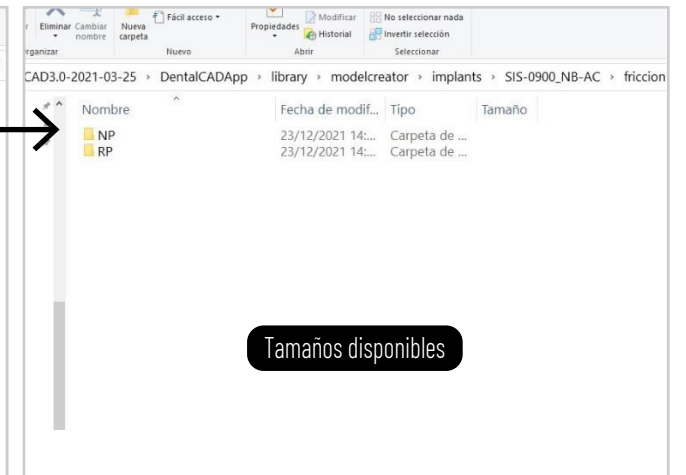 Eliminar Cambiar nombre Nueva carpeta Fácil acceso Propiedades Modificar Historial No seleccionar nada Invertir selección
rganizar Nuevo Abrir Seleccionar
CAD3.0-2021-03-25 › DentalCADApp › library › modelcreator › implants › SIS-0900_NB-AC › friccion
Nombre Fecha de modif... Tipo Tamaño
NP 23/12/2021 14:... Carpeta de ...
RP 23/12/2021 14:... Carpeta de ...
Tamaños disponibles